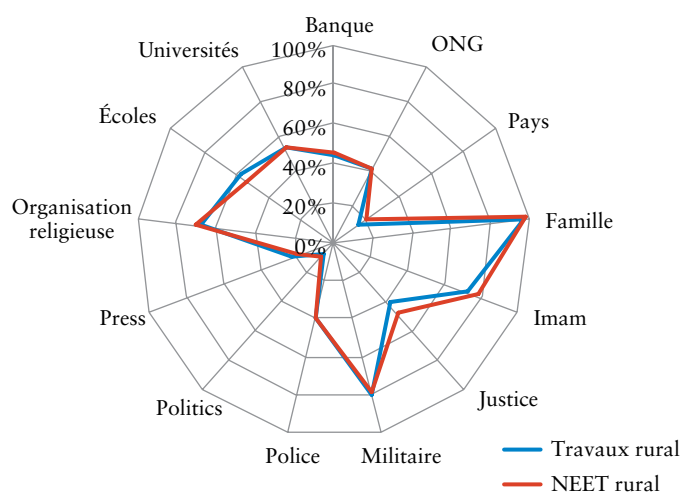 Banque
100%
Universités
ONG
80%
Écoles
Pays
60%
40%
Organisation
religieuse
20%
Famille
0%
Press
Imam
Politics
Justice
Police
Militaire
Travaux rural
NEET rural